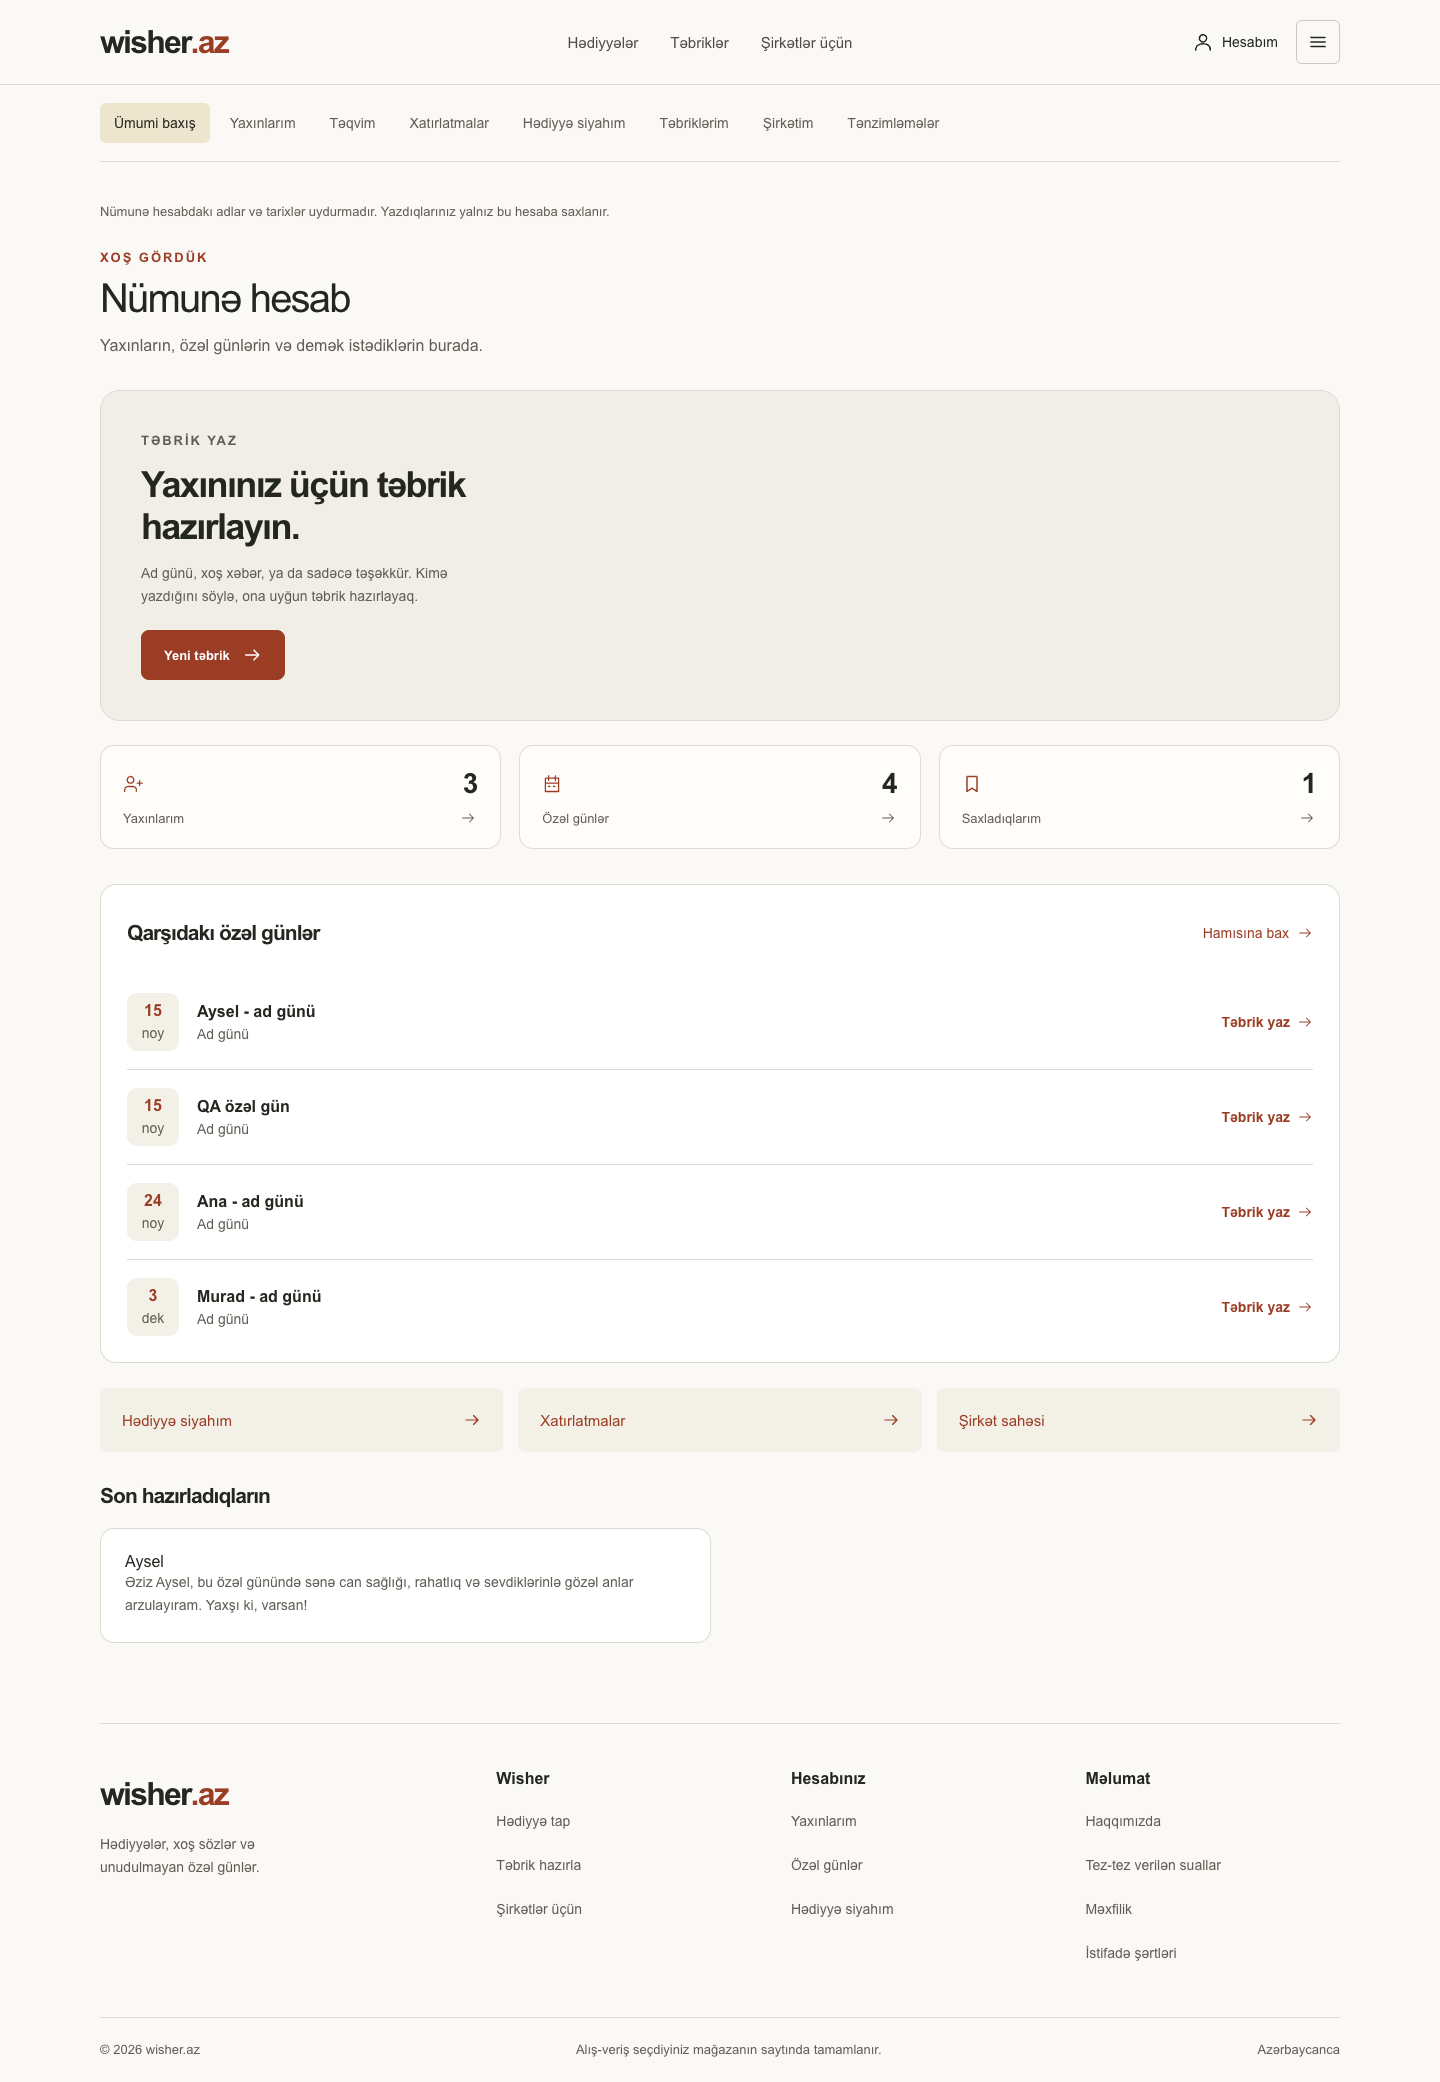 wisher.az
Hədiyyələr
Təbriklər
Şirkətlər üçün
Hesabım
Ümumi baxış
Yaxınlarım
Təqvim
Xatırlatmalar
Hədiyyə siyahım
Təbriklərim
Şirkətim
Tənzimləmələr
Nümunə hesabdakı adlar və tarixlər uydurmadır. Yazdıqlarınız yalnız bu hesaba saxlanır.
XOŞ GÖRDÜK
Nümunə hesab
Yaxınların, özəl günlərin və demək istədiklərin burada.
TƏBRİK YAZ
Yaxınınız üçün təbrik
hazırlayın.
Ad günü, xoş xəbər, ya da sadəcə təşəkkür. Kimə
yazdığını söylə, ona uyğun təbrik hazırlayaq.
Yeni təbrik
3
Yaxınlarım
4
Özəl günlər
1
Saxladıqlarım
Qarşıdakı özəl günlər
Hamısına bax
15
noy
Aysel - ad günü
Ad günü
Təbrik yaz
15
noy
QA özəl gün
Ad günü
Təbrik yaz
24
noy
Ana - ad günü
Ad günü
Təbrik yaz
3
dek
Murad - ad günü
Ad günü
Təbrik yaz
Hədiyyə siyahım
Xatırlatmalar
Şirkət sahəsi
Son hazırladıqların
Aysel
Əziz Aysel, bu özəl günündə sənə can sağlığı, rahatlıq və sevdiklərinlə gözəl anlar
arzulayıram. Yaxşı ki, varsan!
wisher.az
Hədiyyələr, xoş sözlər və
unudulmayan özəl günlər.
Wisher
Hədiyyə tap
Təbrik hazırla
Şirkətlər üçün
Hesabınız
Yaxınlarım
Özəl günlər
Hədiyyə siyahım
Məlumat
Haqqımızda
Tez-tez verilən suallar
Məxfilik
İstifadə şərtləri
© 2026 wisher.az
Alış-veriş seçdiyiniz mağazanın saytında tamamlanır.
Azərbaycanca